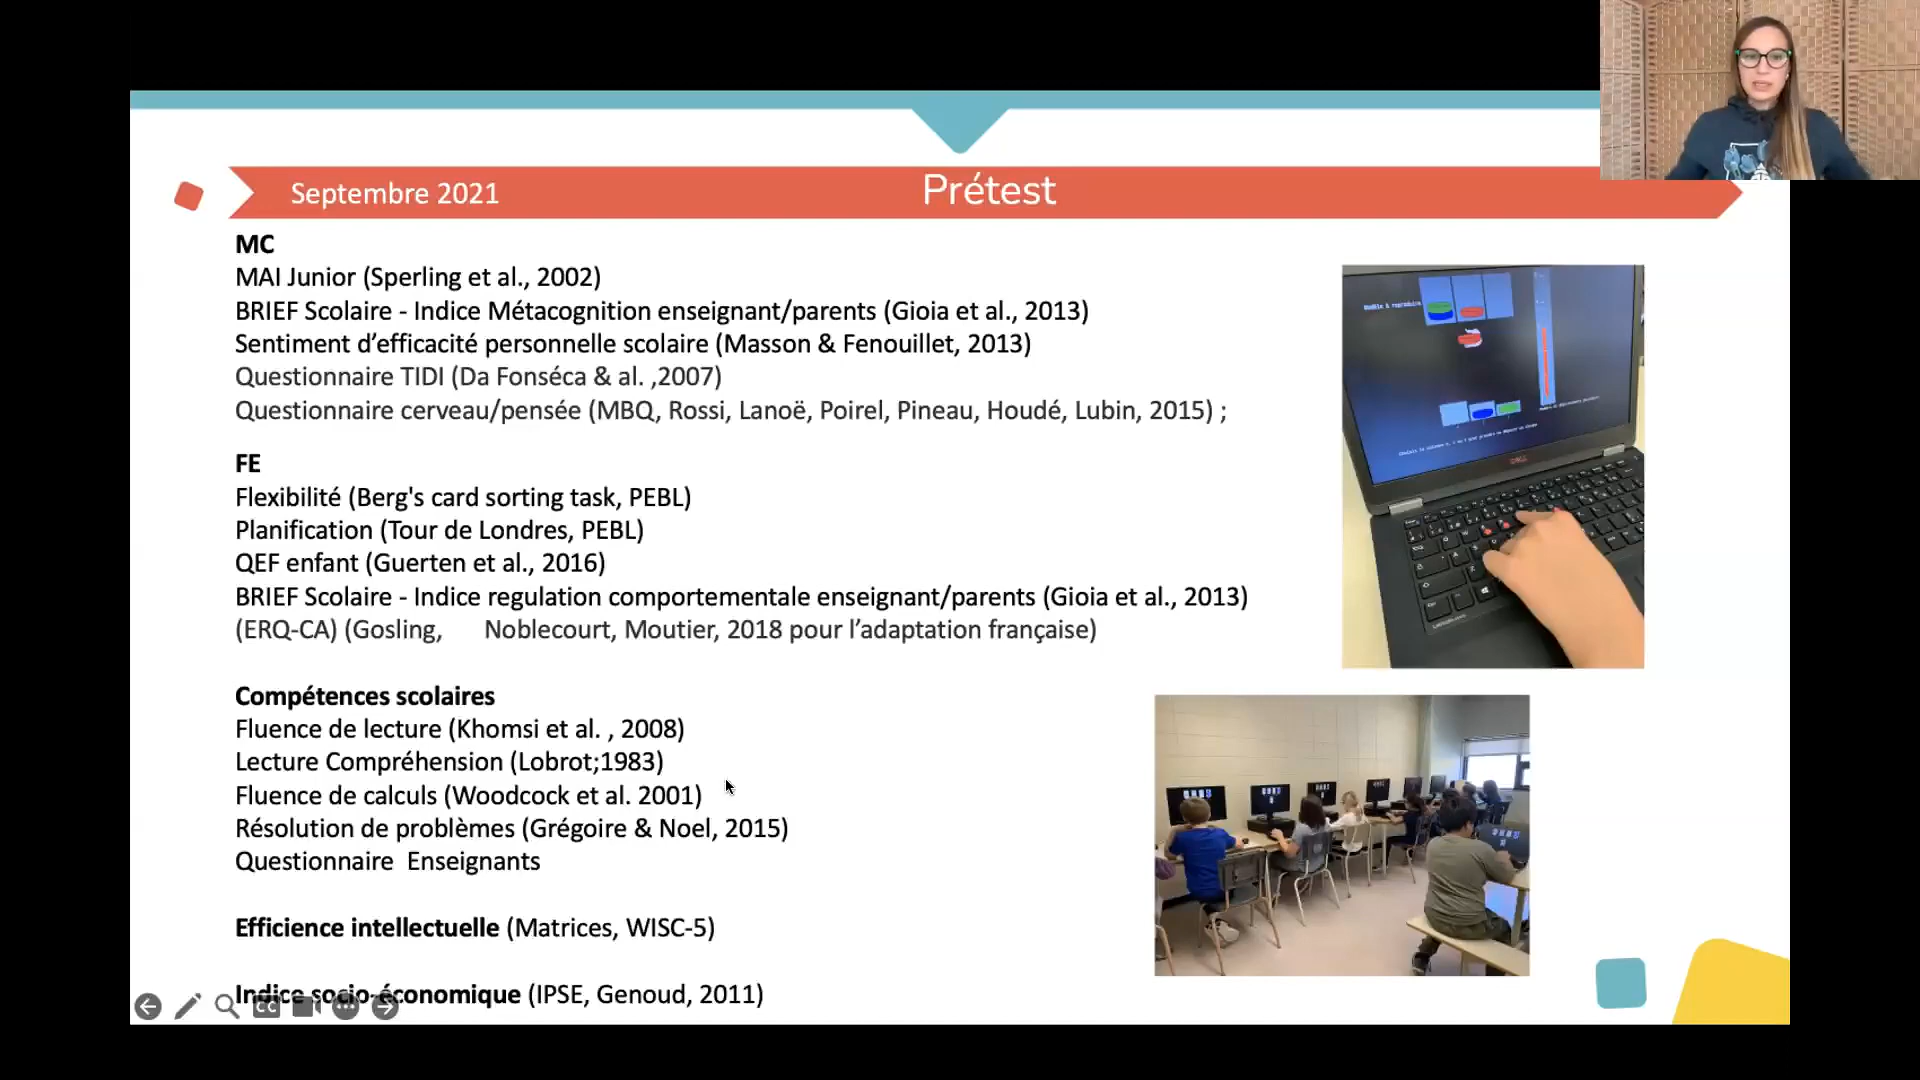 Septembre 2021
Prétest
MC
MAI Junior (Sperling et al., 2002)
BRIEF Scolaire - Indice Métacognition enseignant/parents (Gioia et al., 2013)
Sentiment d’efficacité personnelle scolaire (Masson & Fenouillet, 2013)
Questionnaire TIDI (Da Fonséca & al. ,2007)
Questionnaire cerveau/pensée (MBQ, Rossi, Lanoë, Poirel, Pineau, Houdé, Lubin, 2015) ;
FE
Flexibilité (Berg's card sorting task, PEBL)
Planification (Tour de Londres, PEBL)
QEF enfant (Guerten et al., 2016)
BRIEF Scolaire - Indice regulation comportementale enseignant/parents (Gioia et al., 2013)
(ERQ-CA) (Gosling, Noblecourt, Moutier, 2018 pour l’adaptation française)
Compétences scolaires
Fluence de lecture (Khomsi et al. , 2008)
Lecture Compréhension (Lobrot;1983)
Fluence de calculs (Woodcock et al. 2001)
Résolution de problèmes (Grégoire & Noel, 2015)
Questionnaire Enseignants
Efficience intellectuelle (Matrices, WISC-5)
Indice socio-économique (IPSE, Genoud, 2011)
CC
Modèle à reproduire
DELL